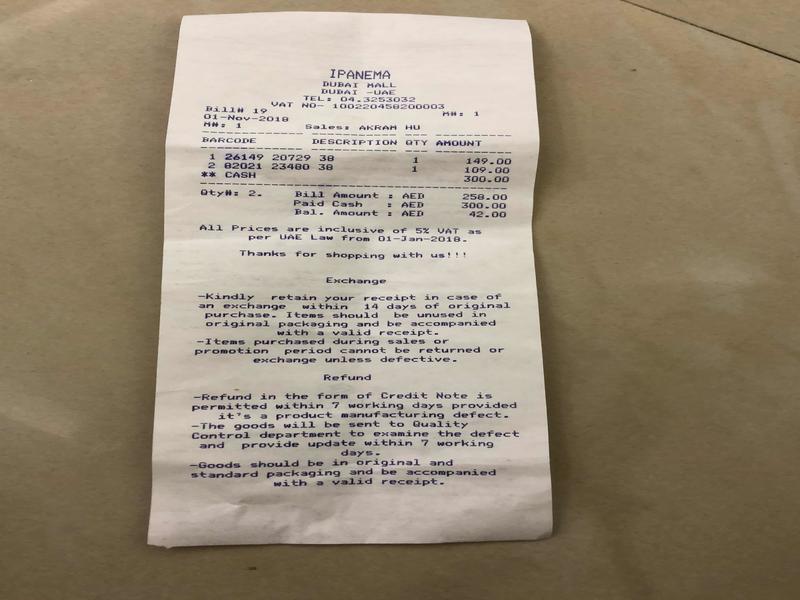 IPANEMA
DUBAI MALL
DUBAI -UAE
TEL: 04.3253032
VAT NO- 100220458200003
Bill# 19 M#: 1
01-Nov-2018
M#: 1 Sales: AKRAM HU
BARCODE DESCRIPTION QTY AMOUNT
1 26149 20729 38 1 149.00
2 82021 23480 38 1 109.00
** CASH 300.00
Qty#: 2. Bill Amount : AED 258.00
Paid Cash : AED 300.00
Bal. Amount : AED 42.00
All Prices are inclusive of 5% VAT as
per UAE Law from 01-Jan-2018.
Thanks for shopping with us!!!
Exchange
-Kindly retain your receipt in case of
an exchange within 14 days of original
purchase. Items should be unused in
original packaging and be accompanied
with a valid receipt.
-Items purchased during sales or
promotion period cannot be returned or
exchange unless defective.
Refund
-Refund in the form of Credit Note is
permitted within 7 working days provided
it's a product manufacturing defect.
-The goods will be sent to Quality
Control department to examine the defect
and provide update within 7 working
days.
-Goods should be in original and
standard packaging and be accompanied
with a valid receipt.